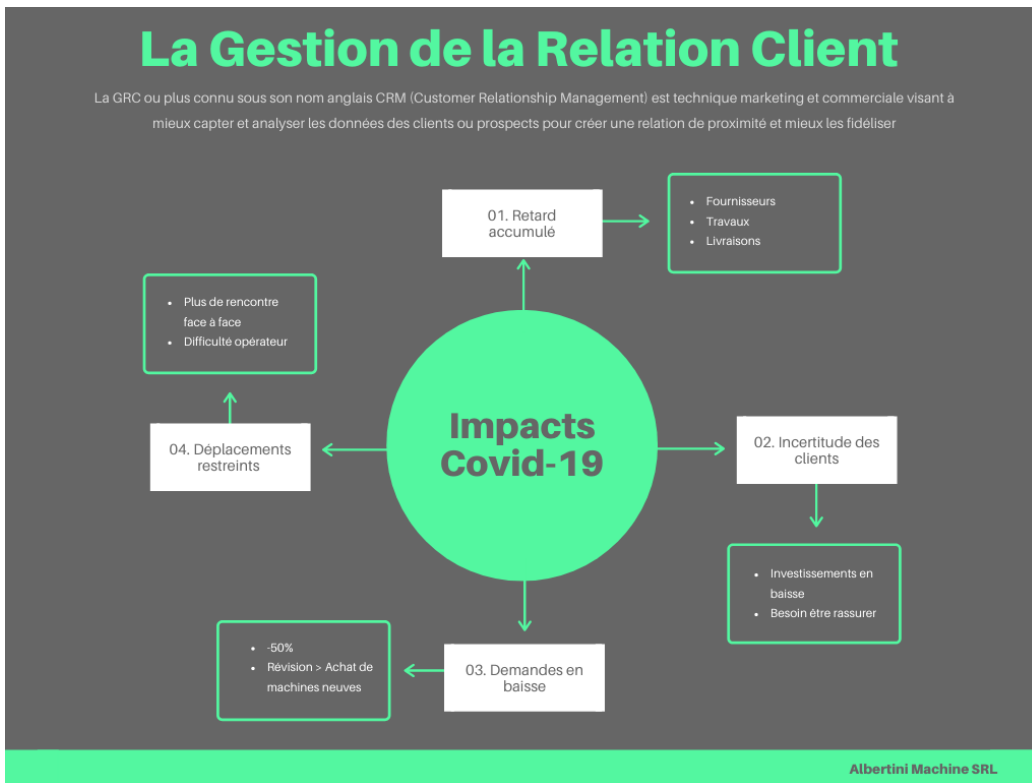 La Gestion de la Relation Client
La GRC ou plus connu sous son nom anglais CRM (Customer Relationship Management) est technique marketing et commerciale visant à
mieux capter et analyser les données des clients ou prospects pour créer une relation de proximité et mieux les fidéliser
01. Retard
accumulé
• Fournisseurs
• Travaux
• Livraisons
• Plus de rencontre
face à face
• Difficulté opérateur
04. Déplacements
restreints
Impacts
Covid-19
02. Incertitude des
clients
• Investissements en
baisse
• Besoin être rassurer
• -50%
• Révision > Achat de
machines neuves
03. Demandes en
baisse
Albertini Machine SRL